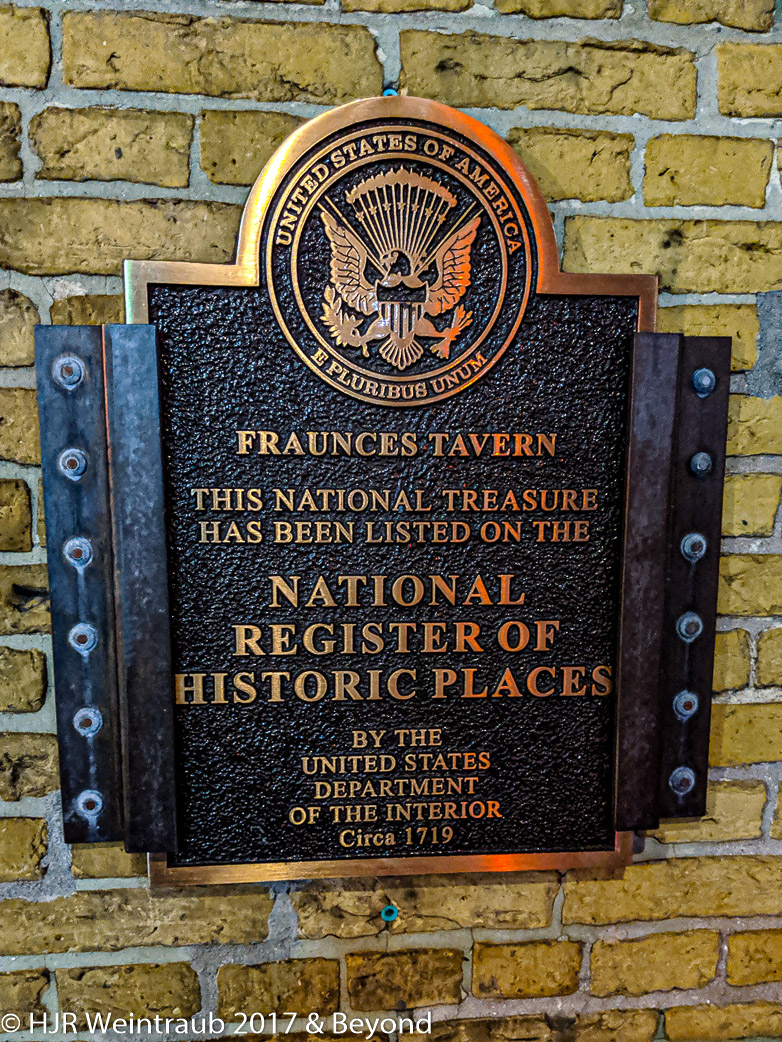 UNITED STATES OF AMERICA
E PLURIBUS UNUM
FRAUNCES TAVERN
THIS NATIONAL TREASURE
HAS BEEN LISTED ON THE
NATIONAL
REGISTER OF
HISTORIC PLACES
BY THE
UNITED STATES
DEPARTMENT
OF THE INTERIOR
Circa 1719
© HJR Weintraub 2017 & Beyond